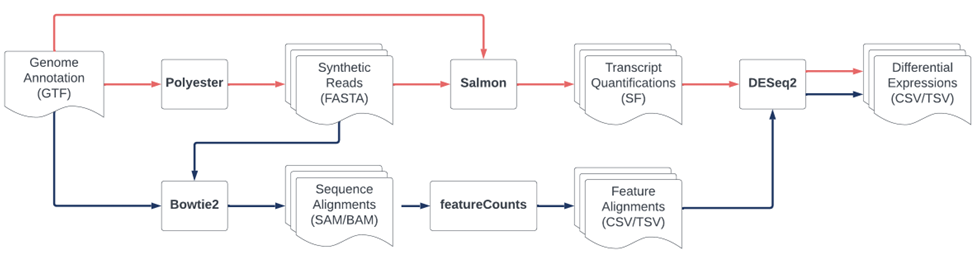 Genome
Annotation
(GTF)
Polyester
Synthetic
Reads
(FASTA)
Salmon
Transcript
Quantifications
(SF)
DESeq2
Differential
Expressions
(CSV/TSV)
Bowtie2
Sequence
Alignments
(SAM/BAM)
featureCounts
Feature
Alignments
(CSV/TSV)